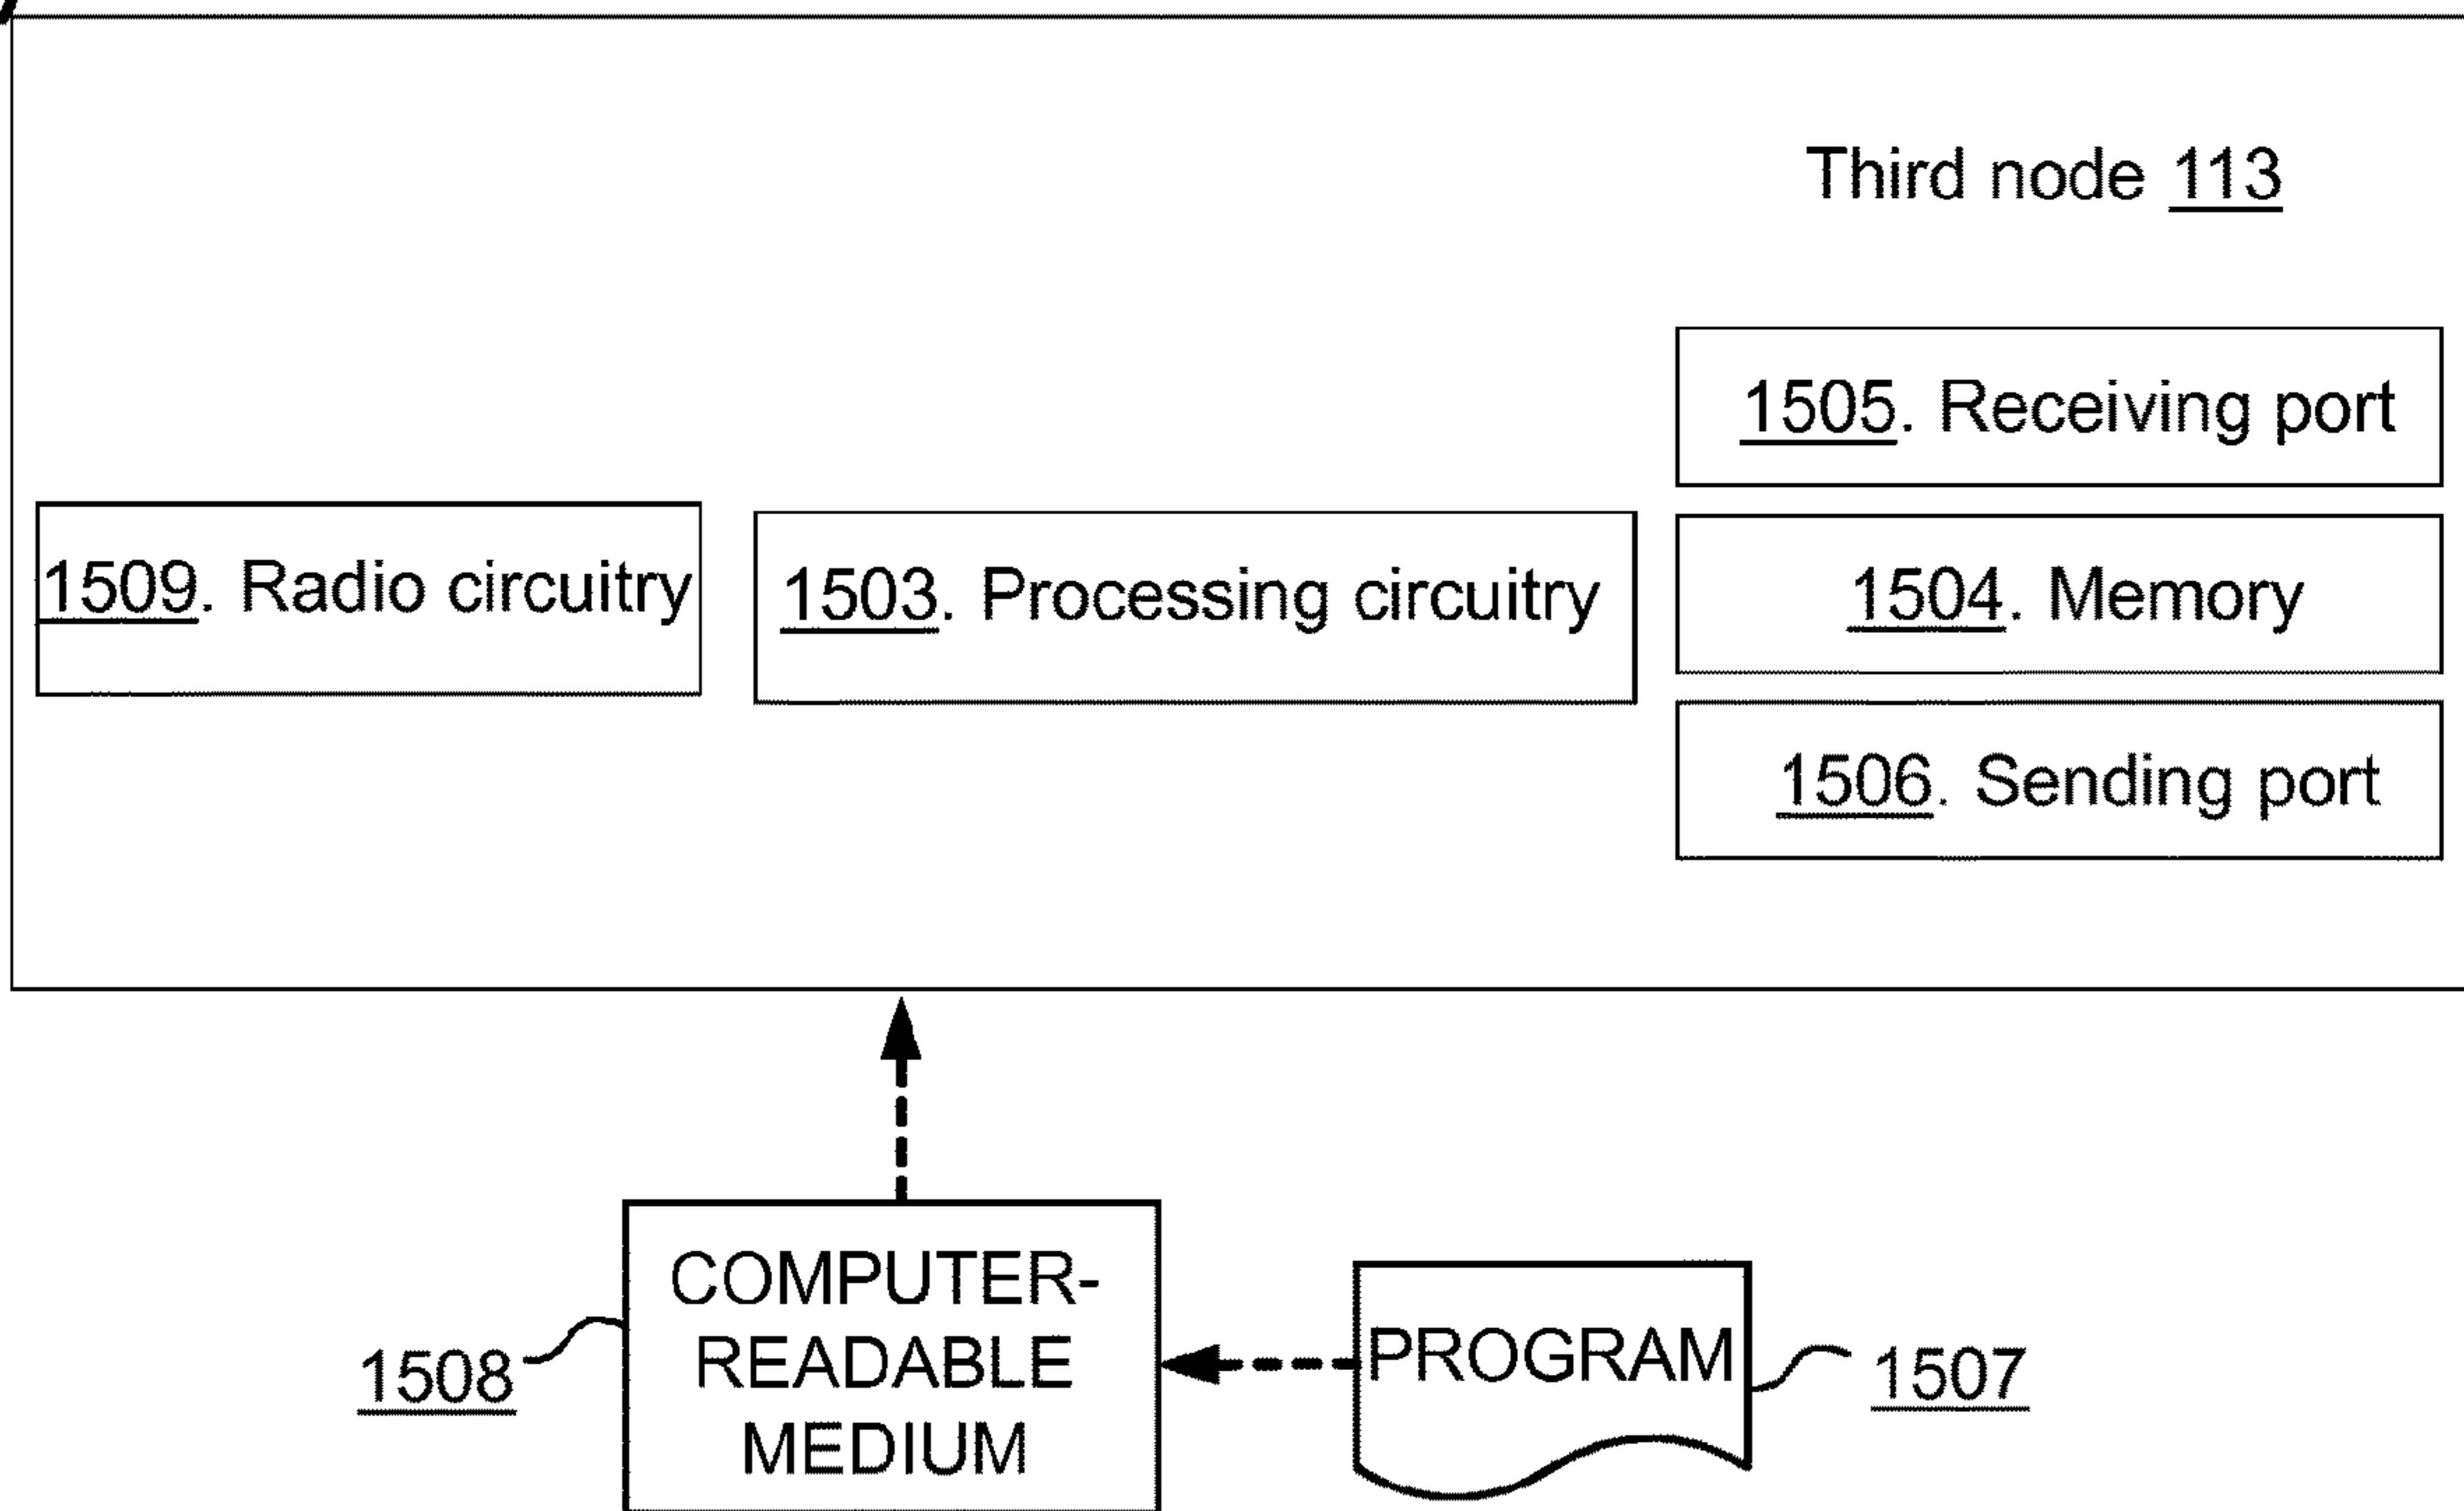 Third node 113
1505. Receiving port
1509. Radio circuitry
1503. Processing circuitry
1504. Memory
1506. Sending port
COMPUTER-
READABLE
MEDIUM
1508
PROGRAM
1507